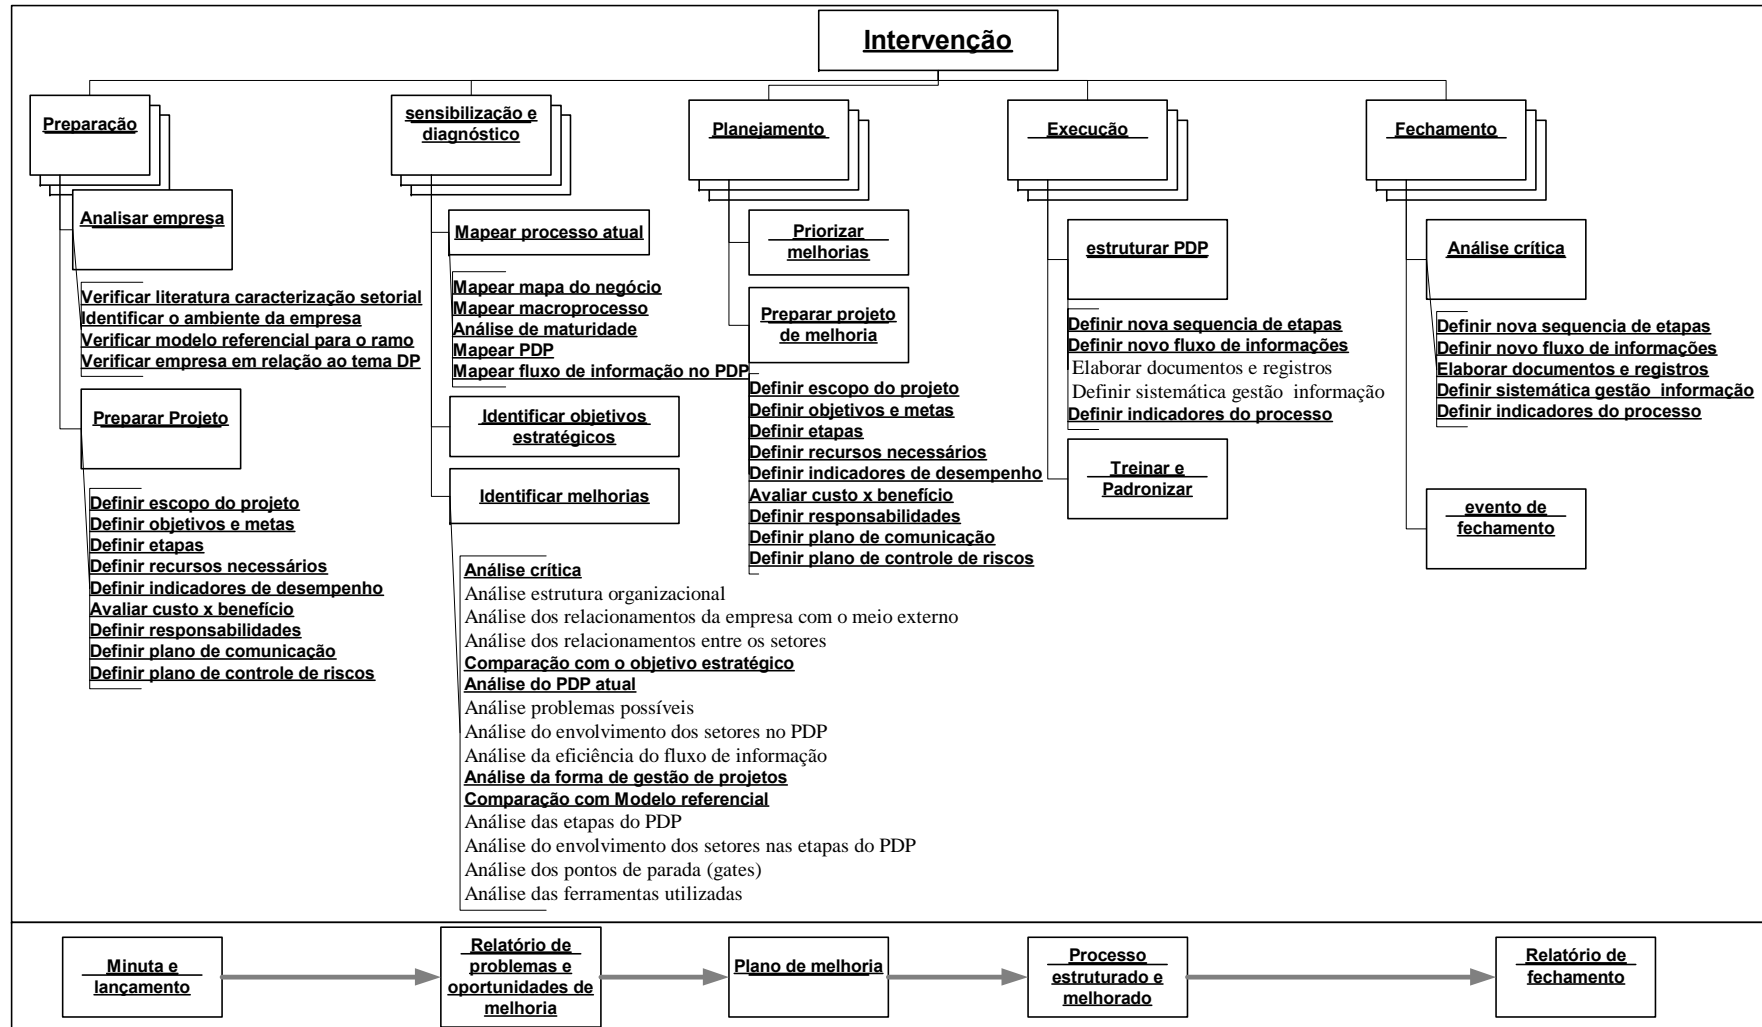 Intervenção
Preparação
Analisar empresa
Verificar literatura caracterização setorial
Identificar o ambiente da empresa
Verificar modelo referencial para o ramo
Verificar empresa em relação ao tema DP
Preparar Projeto
Definir escopo do projeto
Definir objetivos e metas
Definir etapas
Definir recursos necessários
Definir indicadores de desempenho
Avaliar custo x benefício
Definir responsabilidades
Definir plano de comunicação
Definir plano de controle de riscos
sensibilização e
diagnóstico
Mapear processo atual
Mapear mapa do negócio
Mapear macroprocesso
Análise de maturidade
Mapear PDP
Mapear fluxo de informação no PDP
Identificar objetivos
estratégicos
Identificar melhorias
Análise crítica
Análise estrutura organizacional
Análise dos relacionamentos da empresa com o meio externo
Análise dos relacionamentos entre os setores
Comparação com o objetivo estratégico
Análise do PDP atual
Análise problemas possíveis
Análise do envolvimento dos setores no PDP
Análise da eficiência do fluxo de informação
Análise da forma de gestão de projetos
Comparação com Modelo referencial
Análise das etapas do PDP
Análise do envolvimento dos setores nas etapas do PDP
Análise dos pontos de parada (gates)
Análise das ferramentas utilizadas
Planejamento
Priorizar
melhorias
Preparar projeto
de melhoria
Definir escopo do projeto
Definir objetivos e metas
Definir etapas
Definir recursos necessários
Definir indicadores de desempenho
Avaliar custo x benefício
Definir responsabilidades
Definir plano de comunicação
Definir plano de controle de riscos
Execução
estruturar PDP
Definir nova sequencia de etapas
Definir novo fluxo de informações
Elaborar documentos e registros
Definir sistemática gestão informação
Definir indicadores do processo
Treinar e
Padronizar
Fechamento
Análise crítica
Definir nova sequencia de etapas
Definir novo fluxo de informações
Elaborar documentos e registros
Definir sistemática gestão informação
Definir indicadores do processo
evento de
fechamento
Minuta e
lançamento
Relatório de
problemas e
oportunidades de
melhoria
Plano de melhoria
Processo
estruturado e
melhorado
Relatório de
fechamento